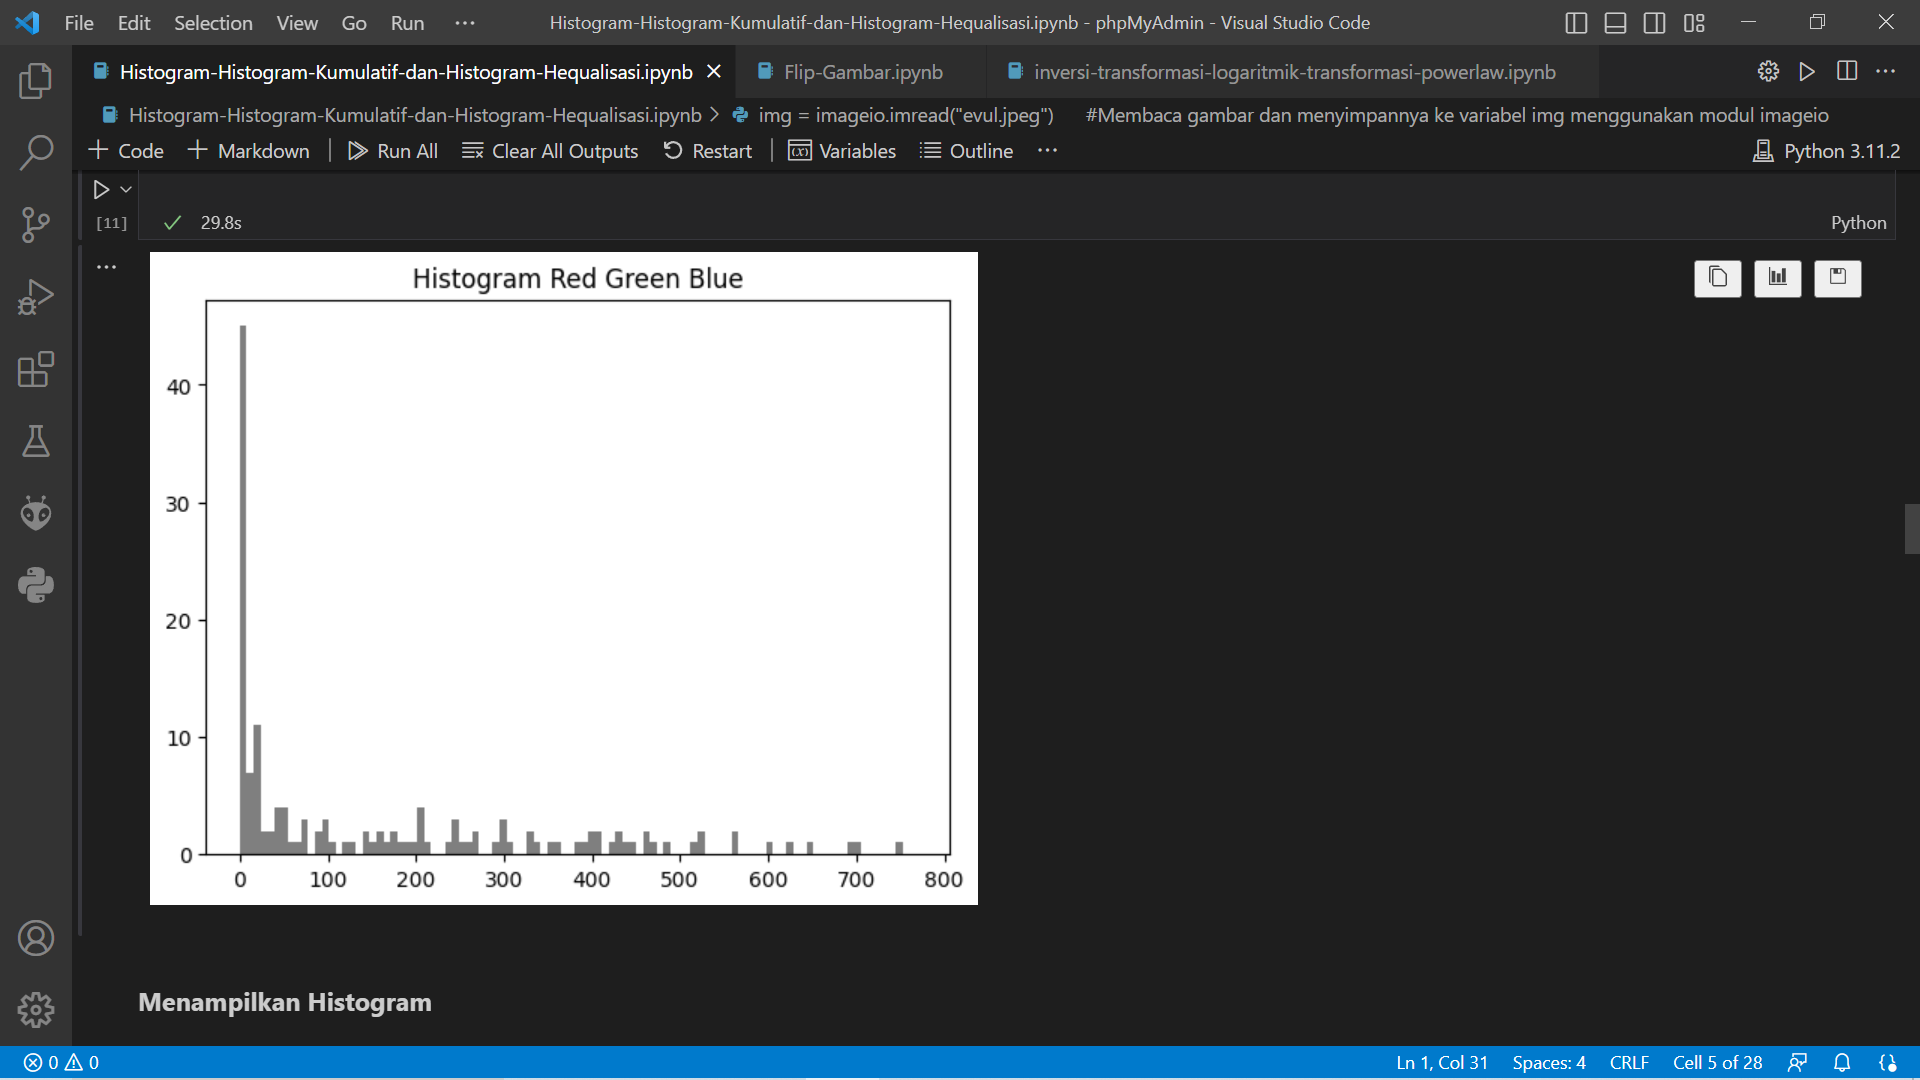 File Edit Selection View Go Run ··· Histogram-Histogram-Kumulatif-dan-Histogram-Hequalisasi.ipynb - phpMyAdmin - Visual Studio Code
Histogram-Histogram-Kumulatif-dan-Histogram-Hequalisasi.ipynb Flip-Gambar.ipynb inversi-transformasi-logaritmik-transformasi-powerlaw.ipynb
Histogram-Histogram-Kumulatif-dan-Histogram-Hequalisasi.ipynb > img = imageio.imread("evul.jpeg") #Membaca gambar dan menyimpannya ke variabel img menggunakan modul imageio
+ Code + Markdown Run All Clear All Outputs Restart Variables Outline ··· Python 3.11.2
[11] 29.8s Python
Histogram Red Green Blue
40
30
20
10
0
0 100 200 300 400 500 600 700 800
Menampilkan Histogram
0 0 Ln 1, Col 31 Spaces: 4 CRLF Cell 5 of 28